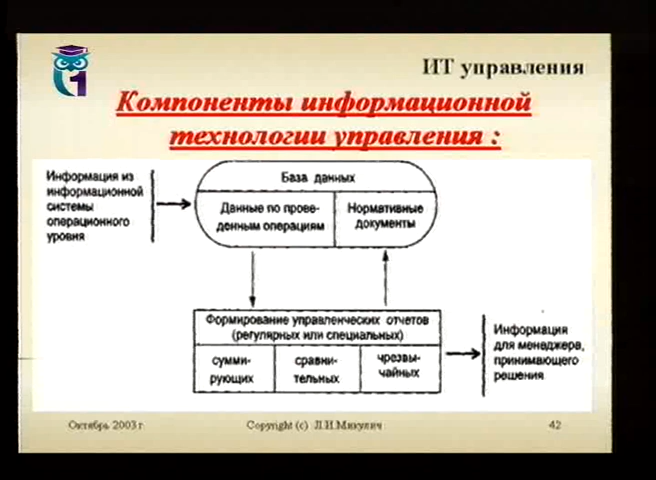 1
ИТ управления
Компоненты информационной
технологии управления :
Информация из
информационной
системы
операционного
уровня
База данных
Данные по прове-
денным операциям
Нормативные
документы
Формирование управленческих отчетов
(регулярных или специальных)
сумми-
рующих
сравни-
тельных
чрезвы-
чайных
Информация
для менеджера,
принимающего
решения
Октябрь 2003 г
Copyright (c) Л.И.Микулич
42